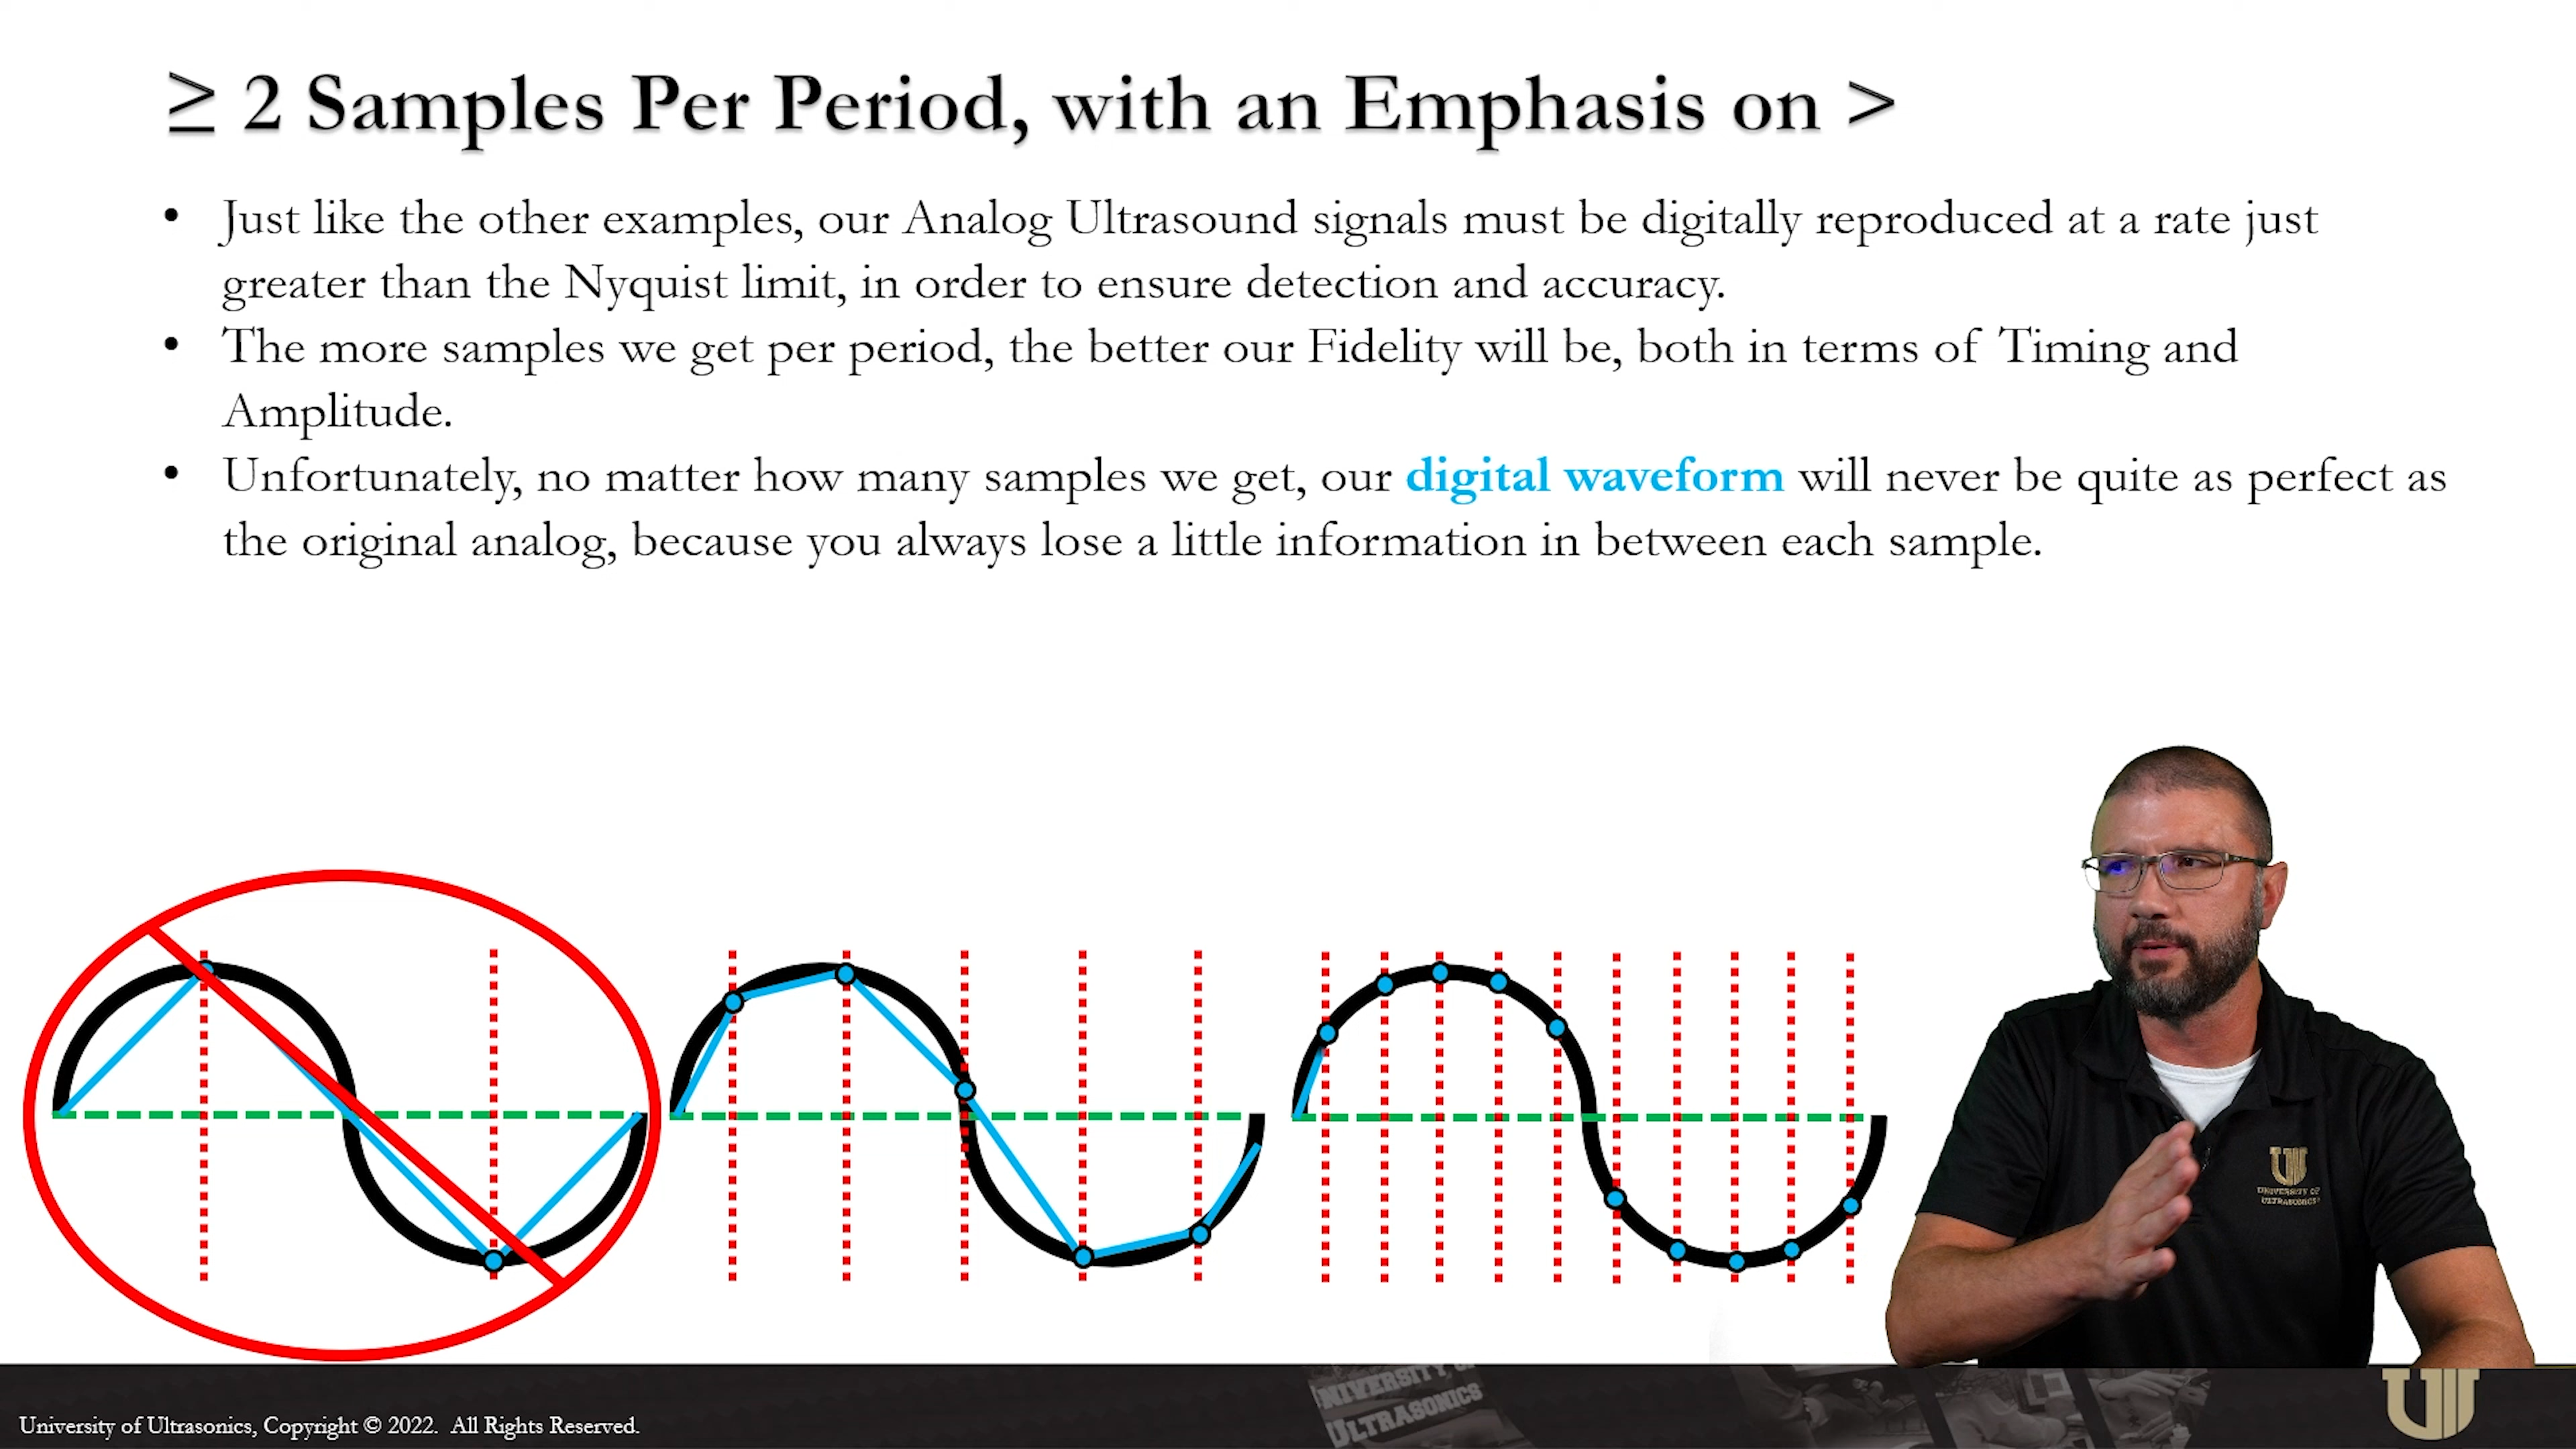 ≥ 2 Samples Per Period, with an Emphasis on >
• Just like the other examples, our Analog Ultrasound signals must be digitally reproduced at a rate just
greater than the Nyquist limit, in order to ensure detection and accuracy.
• The more samples we get per period, the better our Fidelity will be, both in terms of Timing and
Amplitude.
• Unfortunately, no matter how many samples we get, our digital waveform will never be quite as perfect as
the original analog, because you always lose a little information in between each sample.
UNIVERSITY OF
ULTRASONICS
University of Ultrasonics, Copyright © 2022. All Rights Reserved.
ULTRASONICS